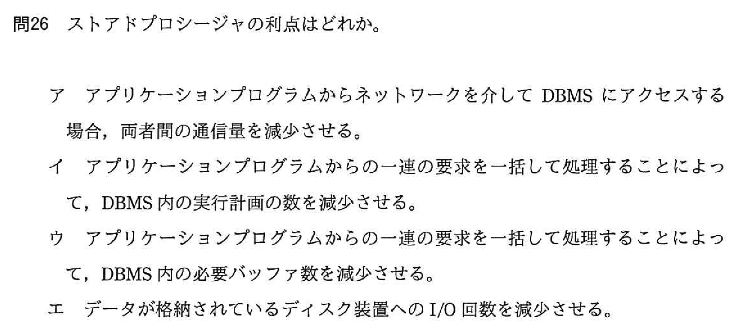 問26 ストアドプロシージャの利点はどれか。
ア アプリケーションプログラムからネットワークを介して DBMS にアクセスする
場合，両者間の通信量を減少させる。
イ アプリケーションプログラムからの一連の要求を一括して処理することによっ
て，DBMS 内の実行計画の数を減少させる。
ウ アプリケーションプログラムからの一連の要求を一括して処理することによっ
て，DBMS 内の必要バッファ数を減少させる。
エ データが格納されているディスク装置への I/O 回数を減少させる。